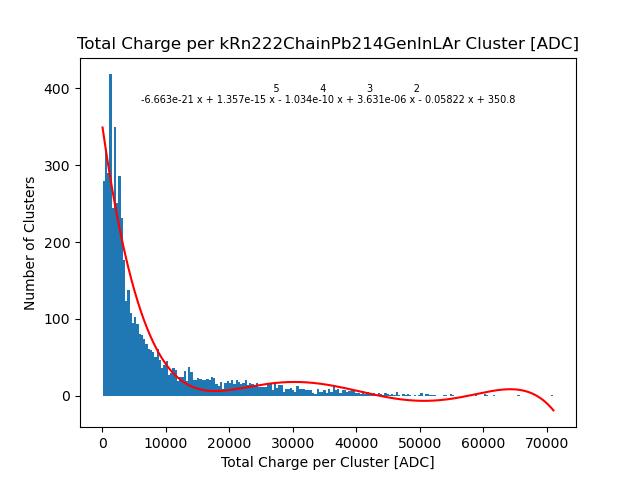 Total Charge per kRn222ChainPb214GenInLAr Cluster [ADC]
5 4 3 2
-6.663e-21 x + 1.357e-15 x - 1.034e-10 x + 3.631e-06 x - 0.05822 x + 350.8
400
300
200
100
0
Number of Clusters
0 10000 20000 30000 40000 50000 60000 70000
Total Charge per Cluster [ADC]